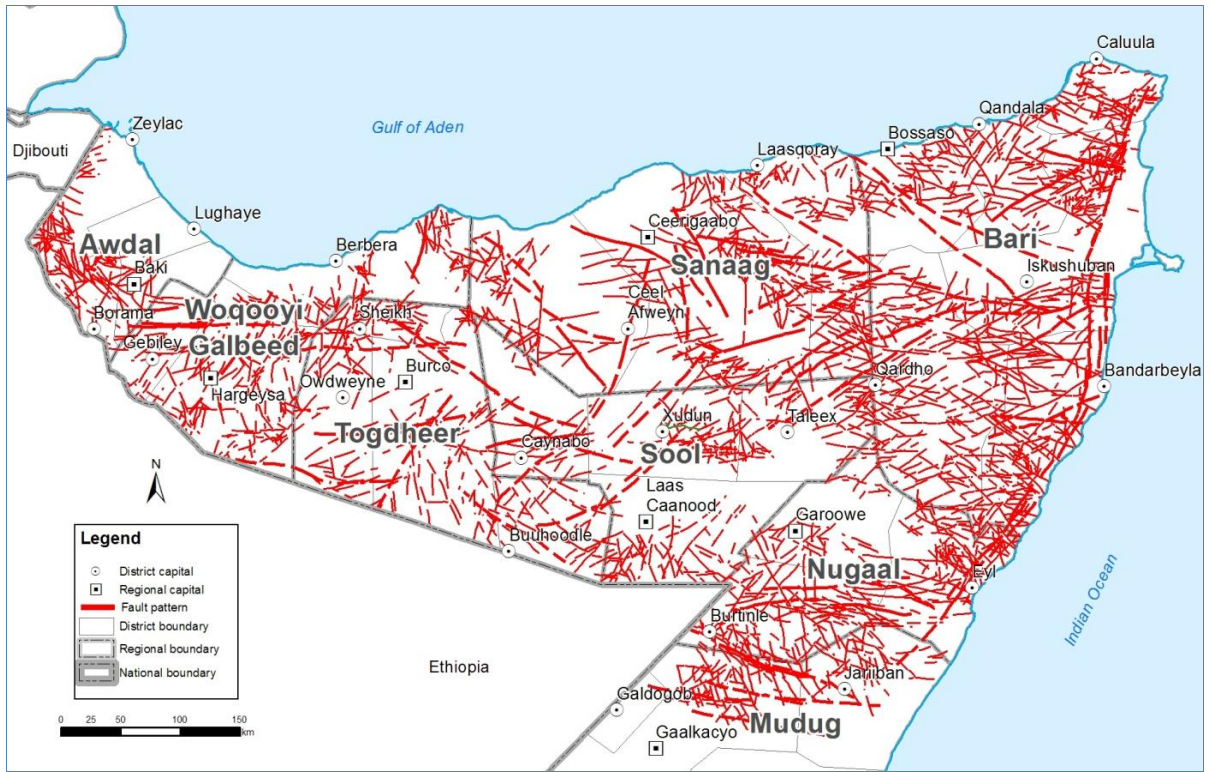 Caluula
Qandala
Zeylac
Gulf of Aden
Bossaso
Djibouti
Laasqoray
Lughaye
Ceerigaabo
Awdal
Berbera
Bari
Sanaag
Baki
Iskushuban
Woqooyi
Galbeed
Borama
Sheikh
Ceel
Afweyn
Gebiley
Hargeysa
Owdweyne
Burco
Qardho
Bandarbeyla
Togdheer
Xudun
Taleex
Caynabo
Sool
N
Laas
Caanood
Garoowe
Buuhoodle
Nugaal
Eyl
Indian Ocean
Legend
District capital
Regional capital
Fault pattern
District boundary
Regional boundary
National boundary
Burtinle
Ethiopia
Jariiban
Galdogob
Mudug
Gaalkacyo
0 25 50 100 150
km